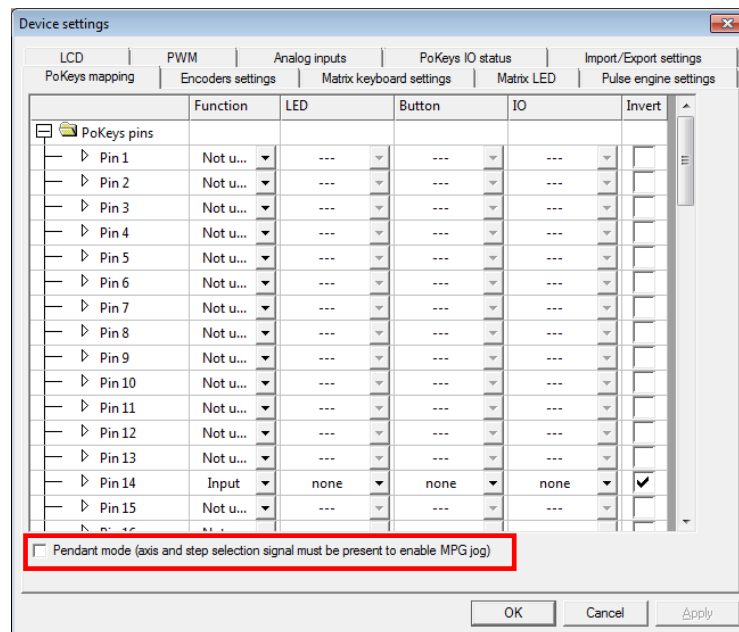 Device settings
LCD PWM Analog inputs PoKeys IO status Import/Export settings
PoKeys mapping Encoders settings Matrix keyboard settings Matrix LED Pulse engine settings
Function LED Button IO Invert
PoKeys pins
Pin 1 Not u... --- --- ---
Pin 2 Not u... --- --- ---
Pin 3 Not u... --- --- ---
Pin 4 Not u... --- --- ---
Pin 5 Not u... --- --- ---
Pin 6 Not u... --- --- ---
Pin 7 Not u... --- --- ---
Pin 8 Not u... --- --- ---
Pin 9 Not u... --- --- ---
Pin 10 Not u... --- --- ---
Pin 11 Not u... --- --- ---
Pin 12 Not u... --- --- ---
Pin 13 Not u... --- --- ---
Pin 14 Input none none none
Pin 15 Not u... --- --- ---
Pendant mode (axis and step selection signal must be present to enable MPG jog)
OK Cancel Apply